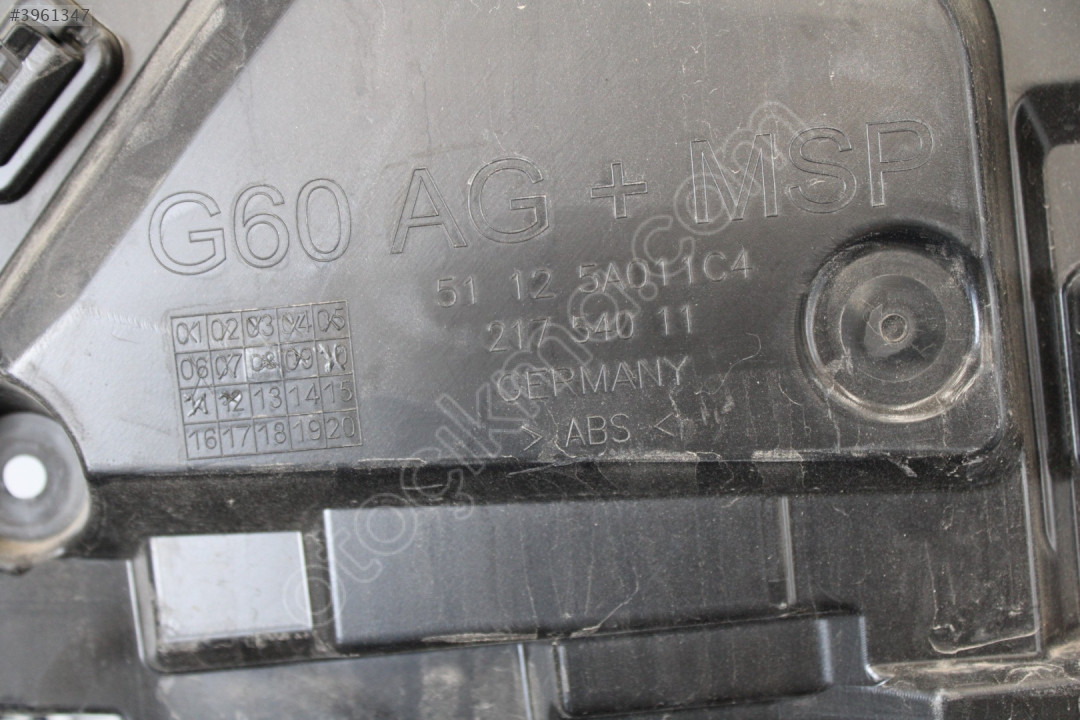 #3961347
G60 AG + MSP
51 12 5A011C4
217 540 11
GERMANY
> ABS <
01 02 03 04 05
06 07 08 09 10
11 12 13 14 15
16 17 18 19 20
otoçıkma.com